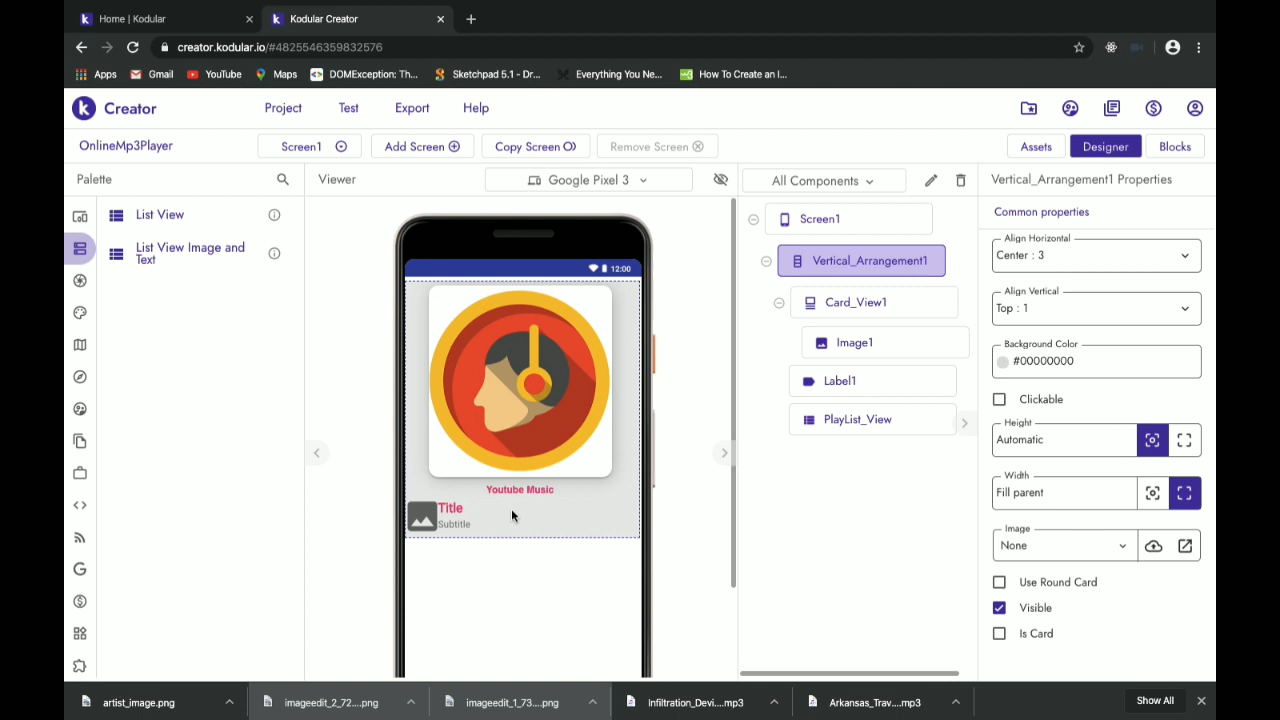 Home | Kodular
Kodular Creator
creator.kodular.io/#4825546359832576
Apps
Gmail
YouTube
Maps
DOMException: Th...
Sketchpad 5.1 - Dr...
Everything You Ne...
How To Create an I...
Creator
Project
Test
Export
Help
OnlineMp3Player
Screen1
Add Screen
Copy Screen
Remove Screen
Assets
Designer
Blocks
Palette
Viewer
Google Pixel 3
All Components
Vertical_Arrangement1 Properties
List View
List View Image and
Text
12:00
Youtube Music
Title
Subtitle
Screen1
Vertical_Arrangement1
Card_View1
Image1
Label1
PlayList_View
Common properties
Align Horizontal
Center : 3
Align Vertical
Top : 1
Background Color
#00000000
Clickable
Height
Automatic
Width
Fill parent
Image
None
Use Round Card
Visible
Is Card
artist_image.png
imageedit_2_72....png
imageedit_1_73....png
Infiltration_Devi....mp3
Arkansas_Trav....mp3
Show All